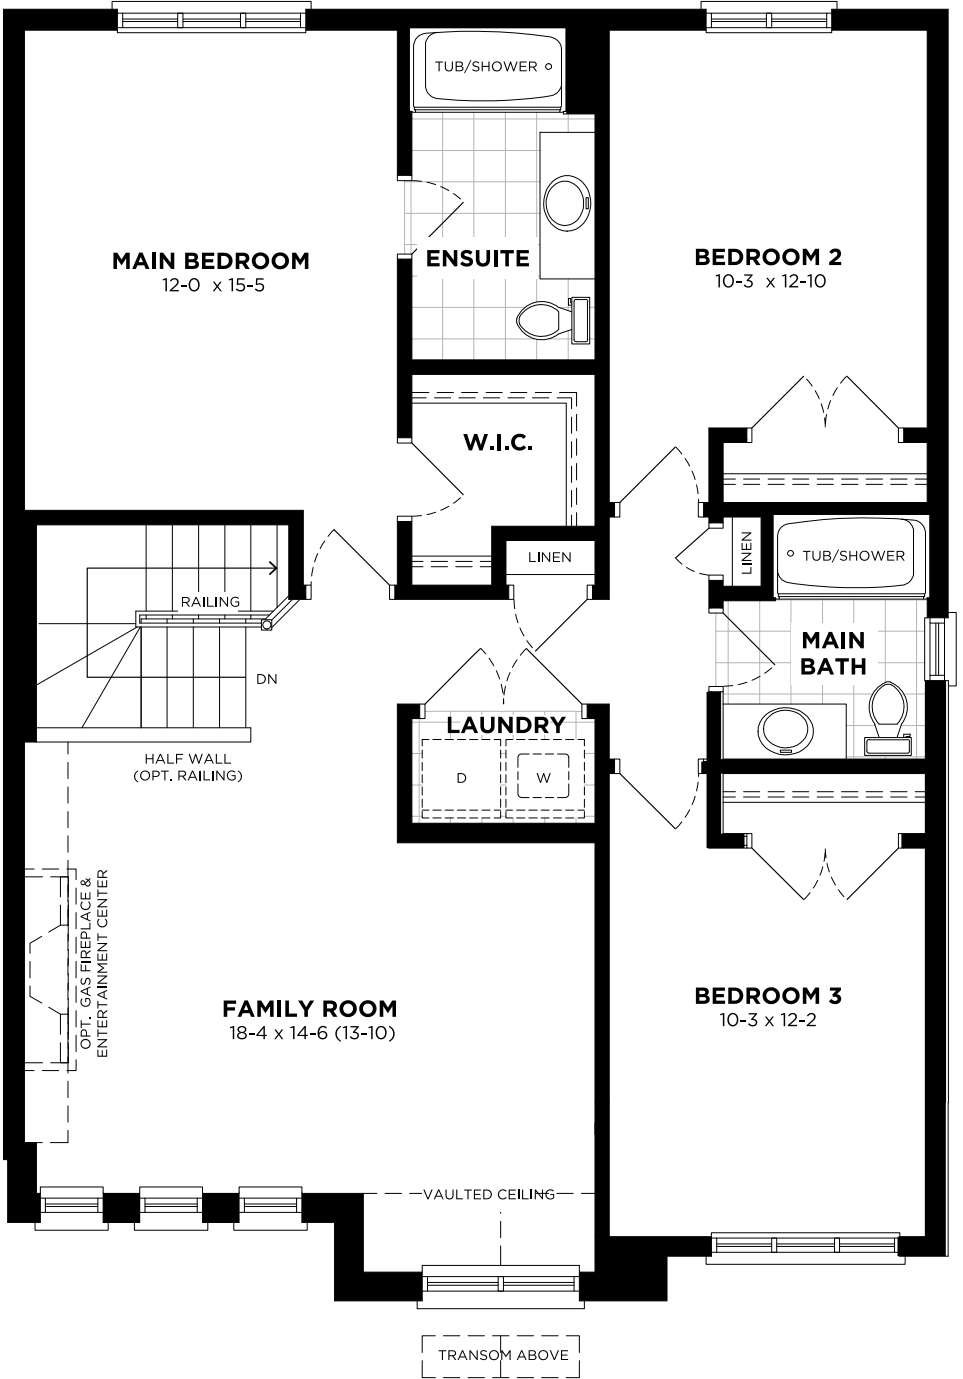 TUB/SHOWER
MAIN BEDROOM
12-0 x 15-5
ENSUITE
BEDROOM 2
10-3 x 12-10
W.I.C.
LINEN
LINEN
TUB/SHOWER
RAILING
DN
MAIN
BATH
HALF WALL
(OPT. RAILING)
LAUNDRY
D
W
OPT. GAS FIREPLACE &
ENTERTAINMENT CENTER
FAMILY ROOM
18-4 x 14-6 (13-10)
BEDROOM 3
10-3 x 12-2
VAULTED CEILING
TRANSOM ABOVE